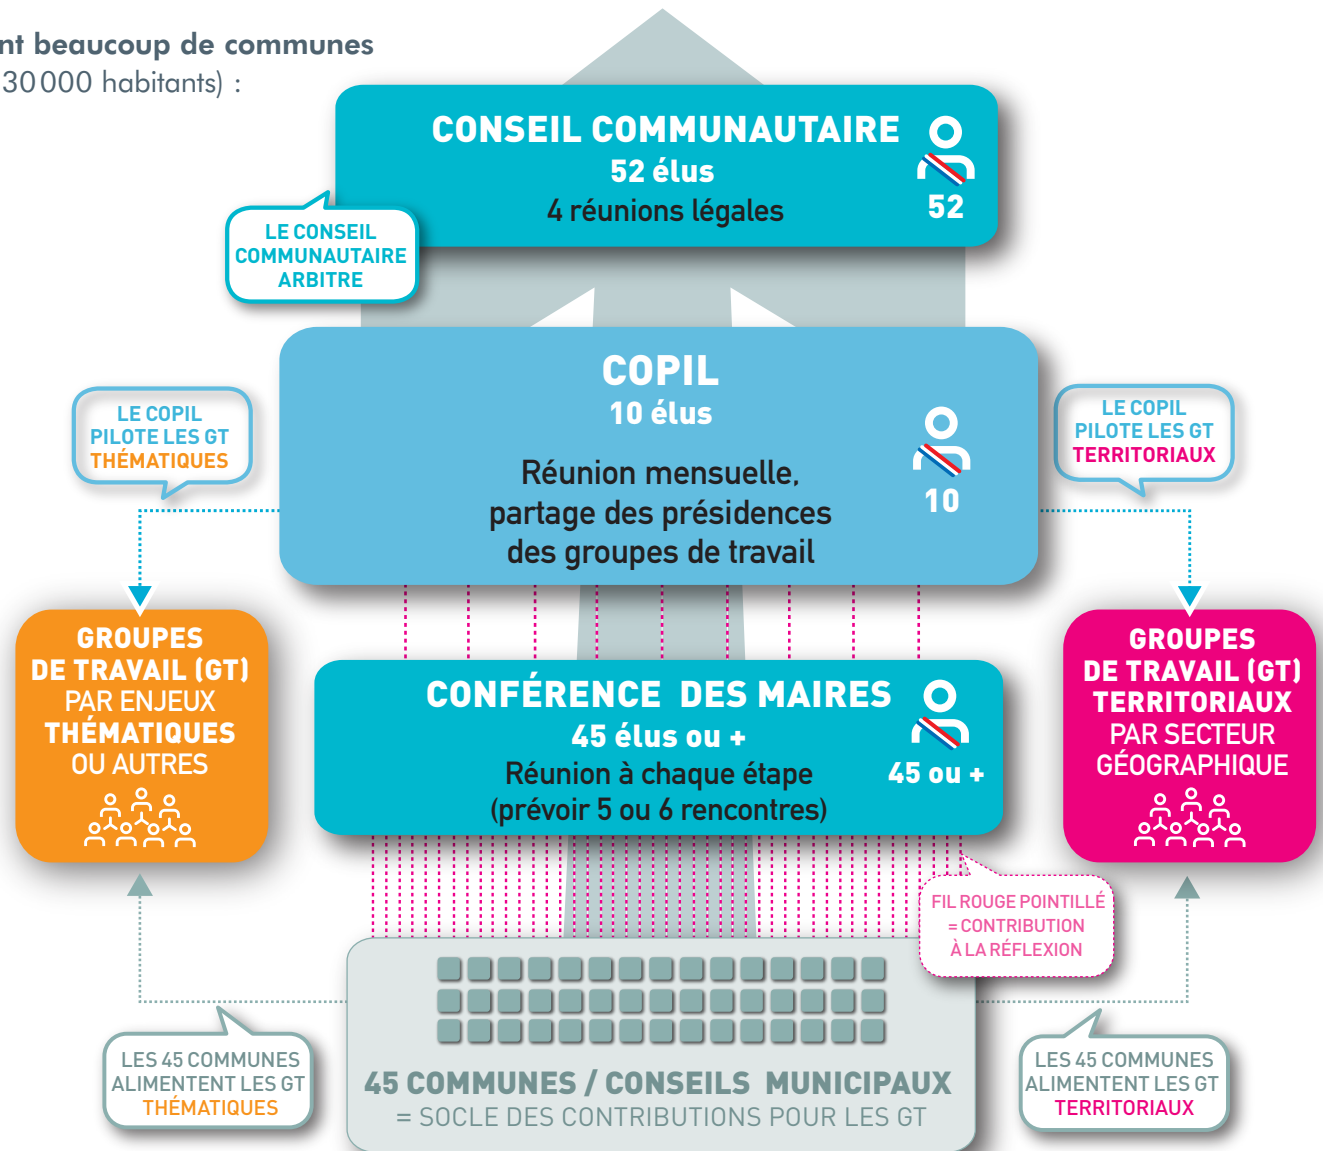 nt beaucoup de communes
30 000 habitants) :
CONSEIL COMMUNAUTAIRE
52 élus
4 réunions légales
52
LE CONSEIL
COMMUNAUTAIRE
ARBITRE
COPIL
10 élus
Réunion mensuelle,
partage des présidences
des groupes de travail
10
LE COPIL
PILOTE LES GT
THÉMATIQUES
LE COPIL
PILOTE LES GT
TERRITORIAUX
GROUPES
DE TRAVAIL (GT)
PAR ENJEUX
THÉMATIQUES
OU AUTRES
CONFÉRENCE DES MAIRES
45 élus ou +
Réunion à chaque étape
(prévoir 5 ou 6 rencontres)
45 ou +
GROUPES
DE TRAVAIL (GT)
TERRITORIAUX
PAR SECTEUR
GÉOGRAPHIQUE
FIL ROUGE POINTILLÉ
= CONTRIBUTION
À LA RÉFLEXION
45 COMMUNES / CONSEILS MUNICIPAUX
= SOCLE DES CONTRIBUTIONS POUR LES GT
LES 45 COMMUNES
ALIMENTENT LES GT
THÉMATIQUES
LES 45 COMMUNES
ALIMENTENT LES GT
TERRITORIAUX